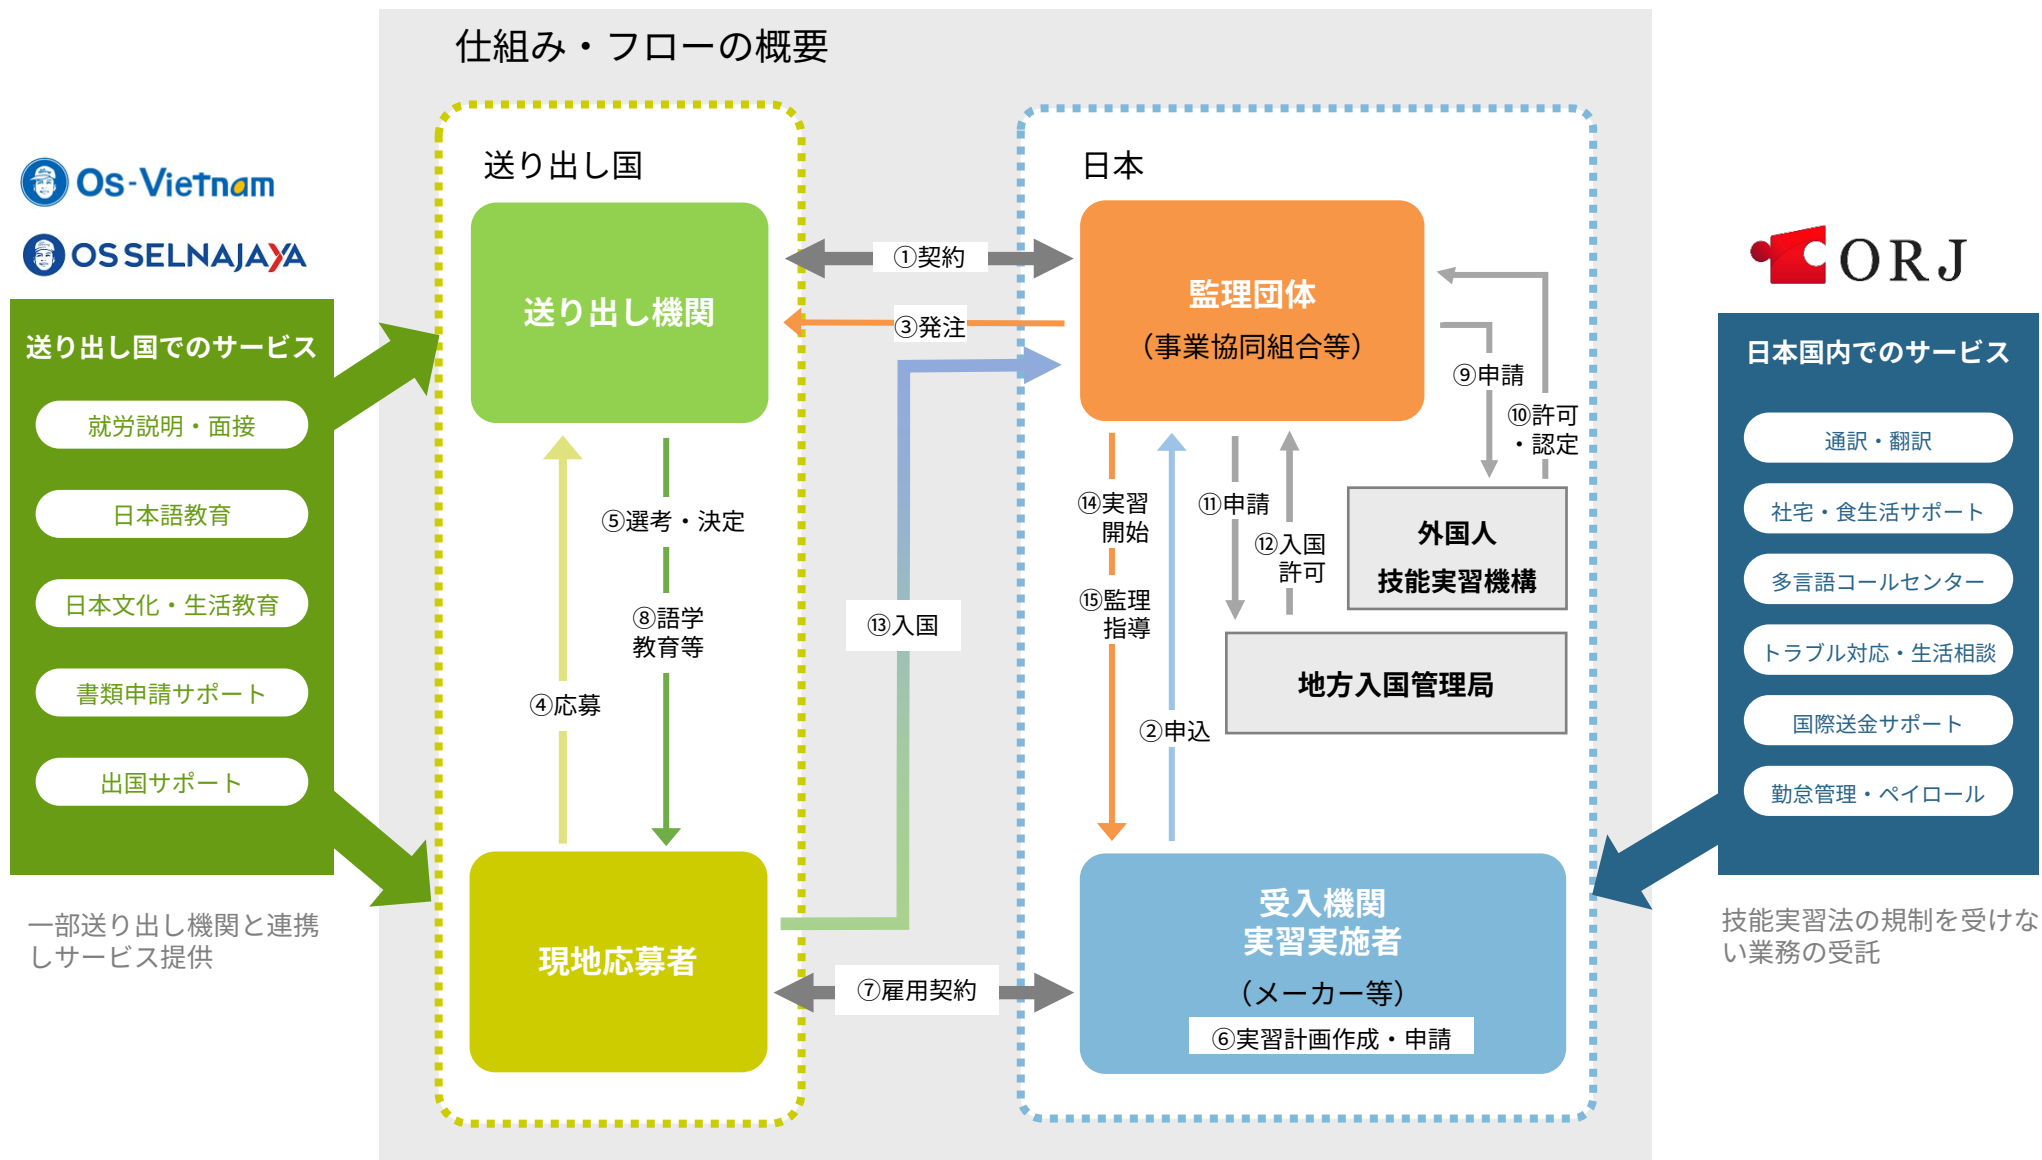 仕組み・フローの概要
Os-Vietnam
OS SELNAJAYA
送り出し国でのサービス
就労説明・面接
日本語教育
日本文化・生活教育
書類申請サポート
出国サポート
一部送り出し機関と連携
しサービス提供
送り出し国
送り出し機関
⑤選考・決定
⑧語学
教育等
④応募
現地応募者
①契約
③発注
⑬入国
⑦雇用契約
日本
監理団体
（事業協同組合等）
⑨申請
⑩許可
・認定
⑭実習
開始
⑪申請
⑫入国
許可
外国人
技能実習機構
⑮監理
指導
地方入国管理局
②申込
受入機関
実習実施者
（メーカー等）
⑥実習計画作成・申請
ORJ
日本国内でのサービス
通訳・翻訳
社宅・食生活サポート
多言語コールセンター
トラブル対応・生活相談
国際送金サポート
勤怠管理・ペイロール
技能実習法の規制を受けな
い業務の受託